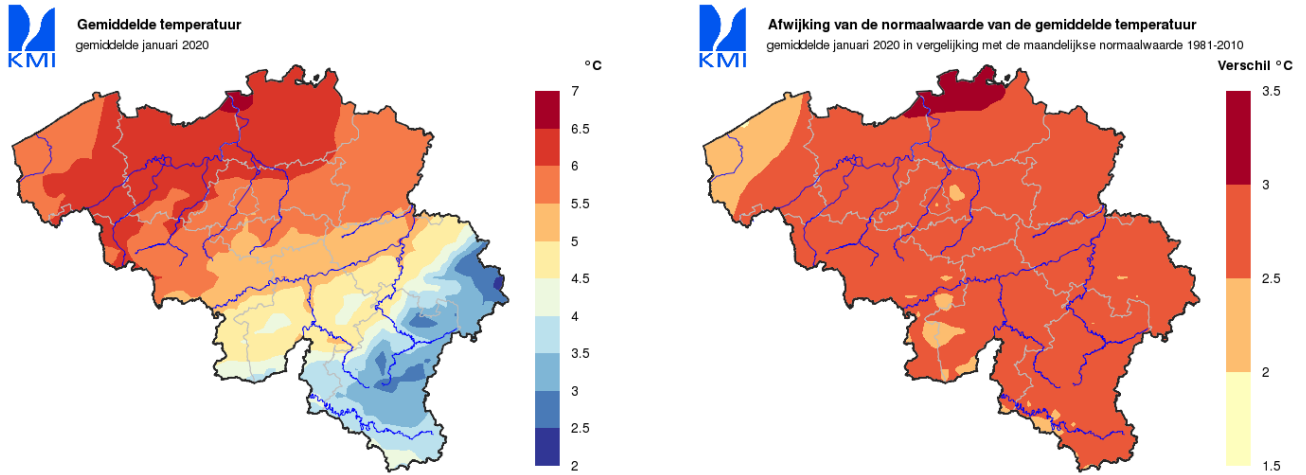 KMI
Gemiddelde temperatuur
gemiddelde januari 2020
°C
7
6.5
6
5.5
5
4.5
4
3.5
3
2.5
2
KMI
Afwijking van de normaalwaarde van de gemiddelde temperatuur
gemiddelde januari 2020 in vergelijking met de maandelijkse normaalwaarde 1981-2010
Verschil °C
3.5
3
2.5
2
1.5